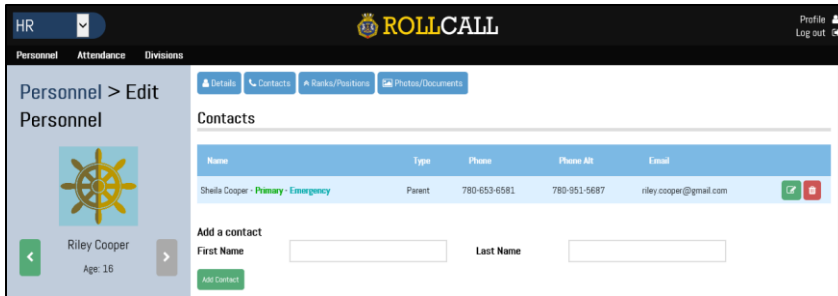 HR
ROLLCALL
Profile
Log out
Personnel Attendance Divisions
Personnel > Edit
Personnel
Riley Cooper
Age: 16
Details Contacts Ranks/Positions Photos/Documents
Contacts
Name Type Phone Phone Alt Email
Sheila Cooper - Primary - Emergency Parent 780-653-6581 780-951-5687 riley.cooper@gmail.com
Add a contact
First Name Last Name
Add Contact